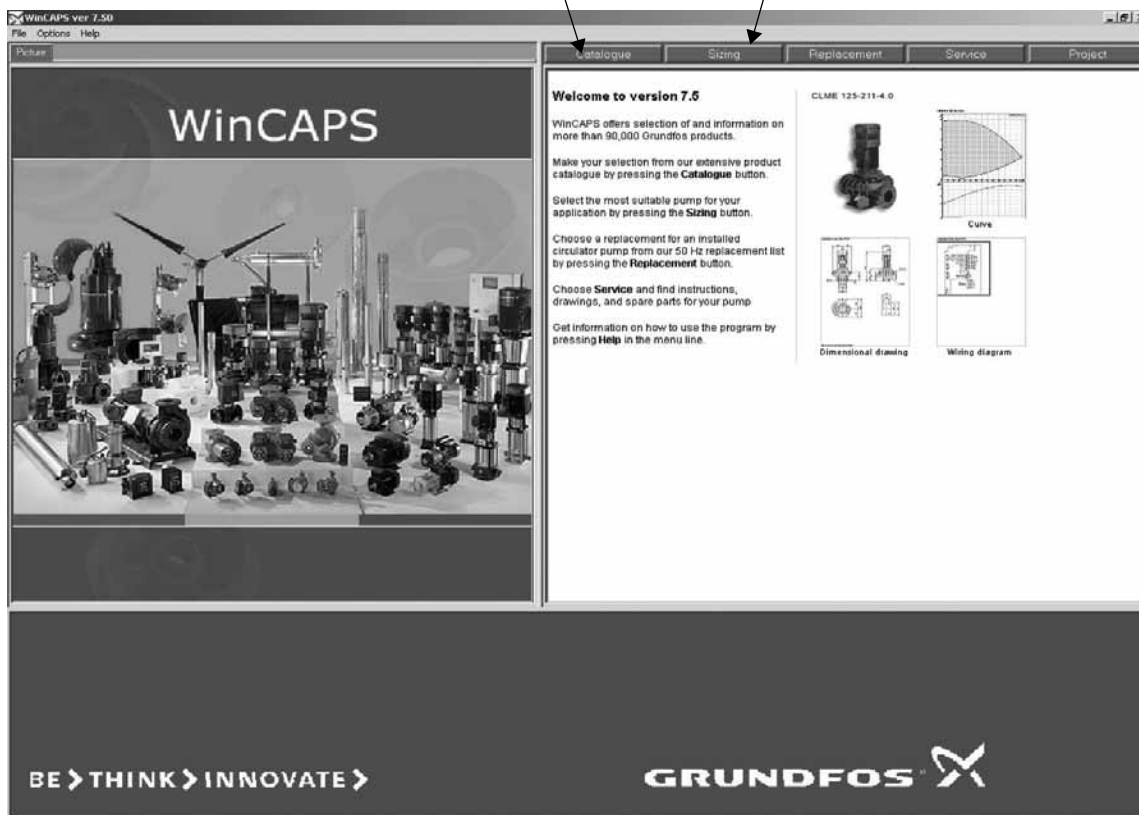 WinCAPS ver 7.50
File Options Help
Picture
Catalogue Sizing Replacement Service Project
WinCAPS
Welcome to version 7.5
WinCAPS offers selection of and information on
more than 90,000 Grundfos products.
Make your selection from our extensive product
catalogue by pressing the Catalogue button.
Select the most suitable pump for your
application by pressing the Sizing button.
Choose a replacement for an installed
circulator pump from our 50 Hz replacement list
by pressing the Replacement button.
Choose Service and find instructions,
drawings, and spare parts for your pump
Get information on how to use the program by
pressing Help in the menu line.
CLME 125-211-4.0
Curve
Dimensional drawing
Wiring diagram
BE > THINK > INNOVATE >
GRUNDFOS